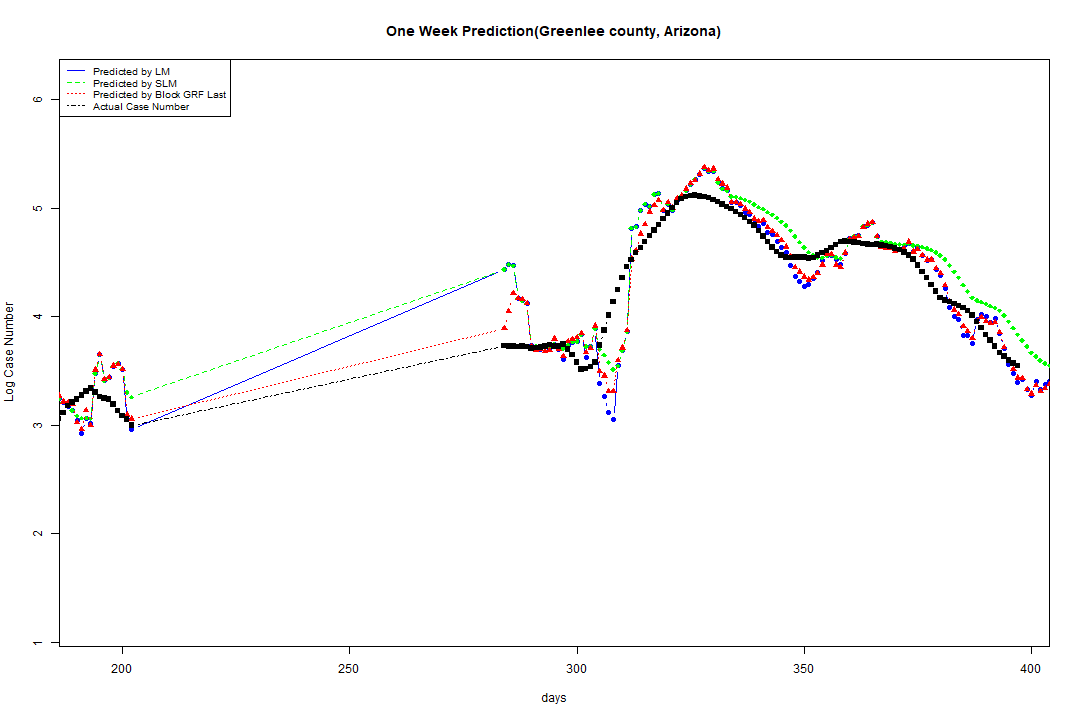 One Week Prediction(Greenlee county, Arizona)
Predicted by LM
Predicted by SLM
Predicted by Block GRF Last
Actual Case Number
6
5
4
3
2
1
Log Case Number
200 250 300 350 400
days